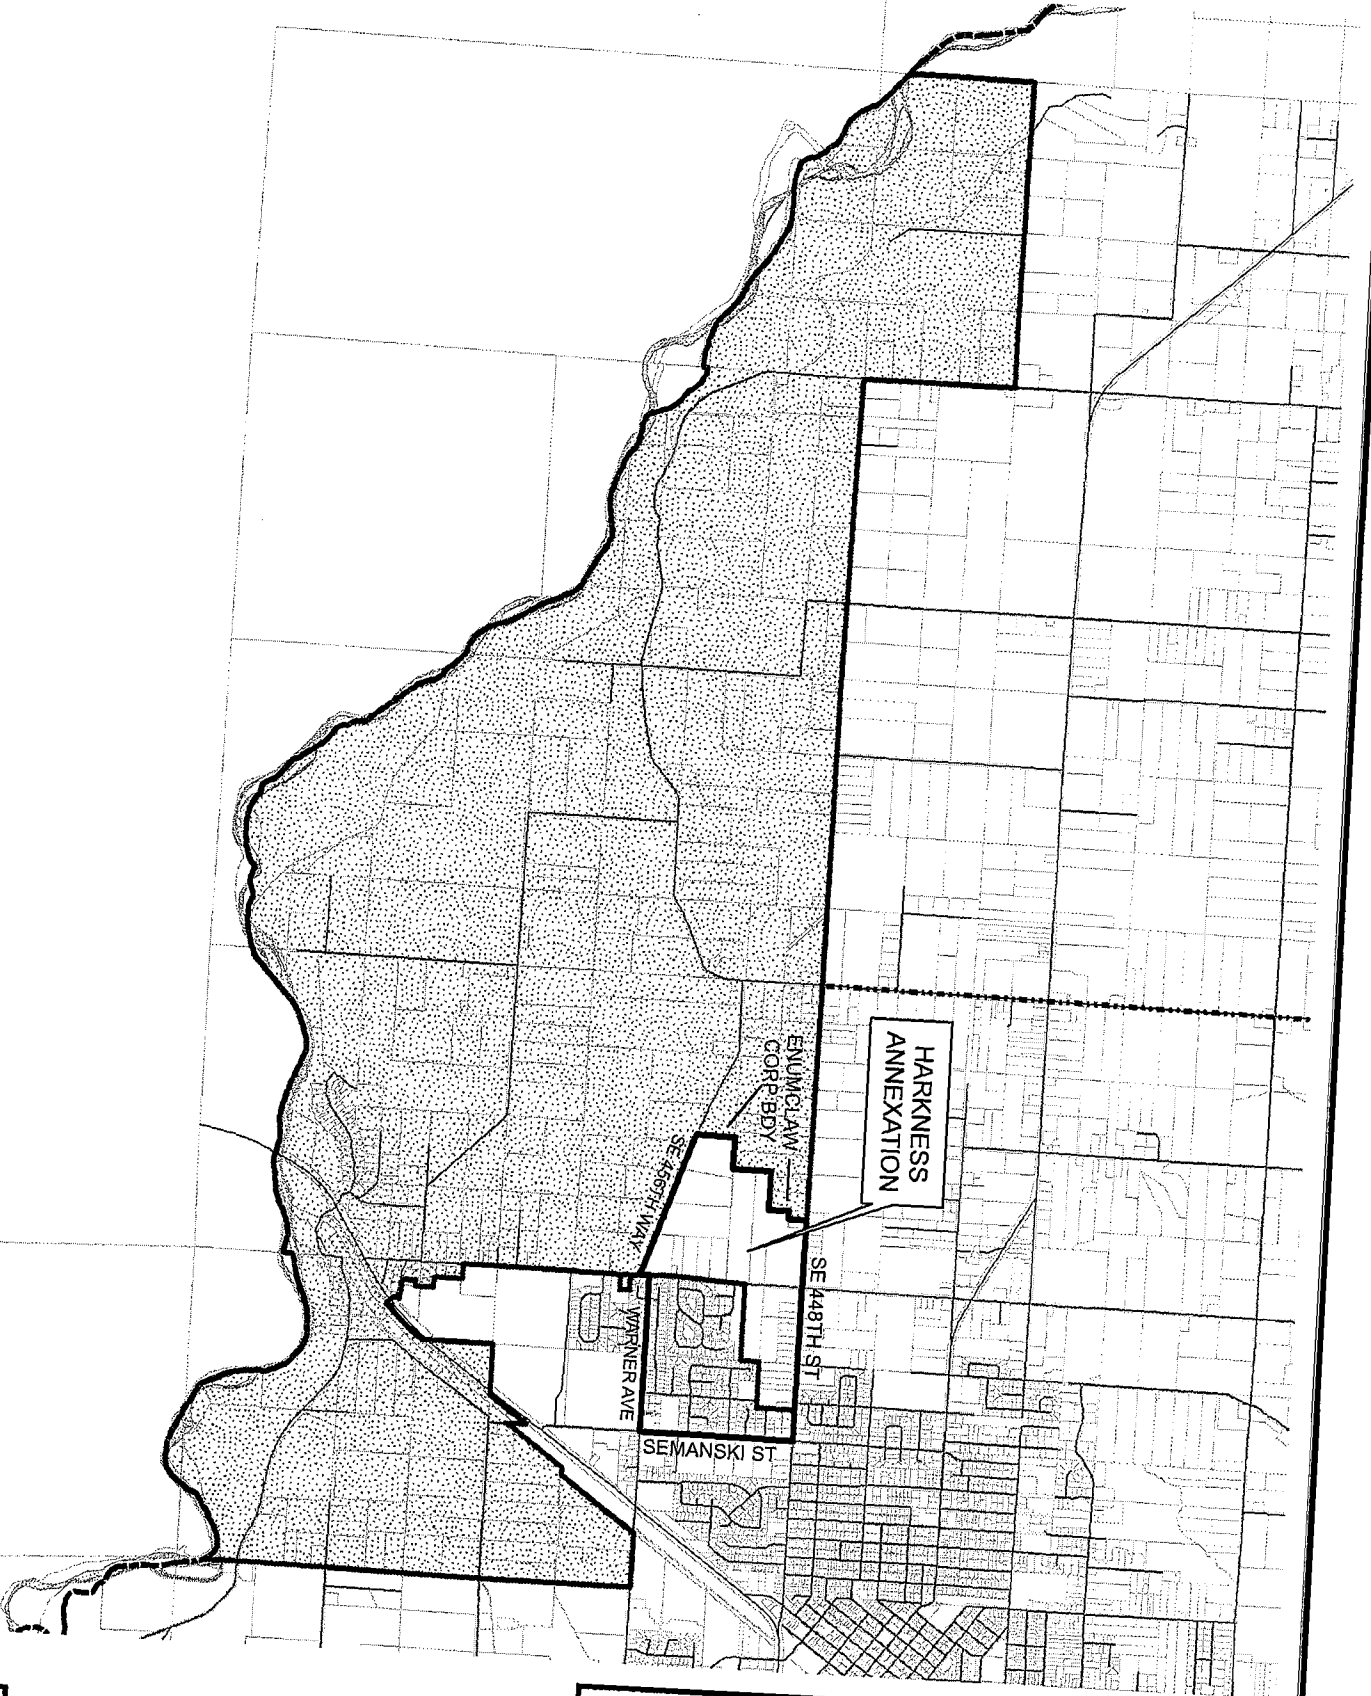 HARKNESS
ANNEXATION
ENUMCLAW
CORP BDY
SE 448TH ST
SE 456TH WAY
WARNER AVE
SEMANSKI ST